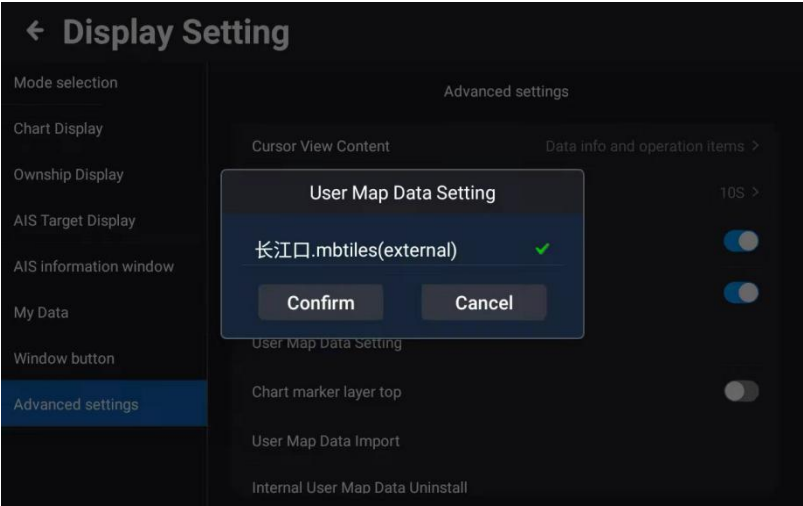 Display Setting
Mode selection
Chart Display
Ownship Display
AIS Target Display
AIS information window
My Data
Window button
Advanced settings
Advanced settings
Cursor View Content
Data info and operation items >
10S >
User Map Data Setting
长江口.mbtiles(external)
Confirm
Cancel
User Map Data Setting
Chart marker layer top
User Map Data Import
Internal User Map Data Uninstall